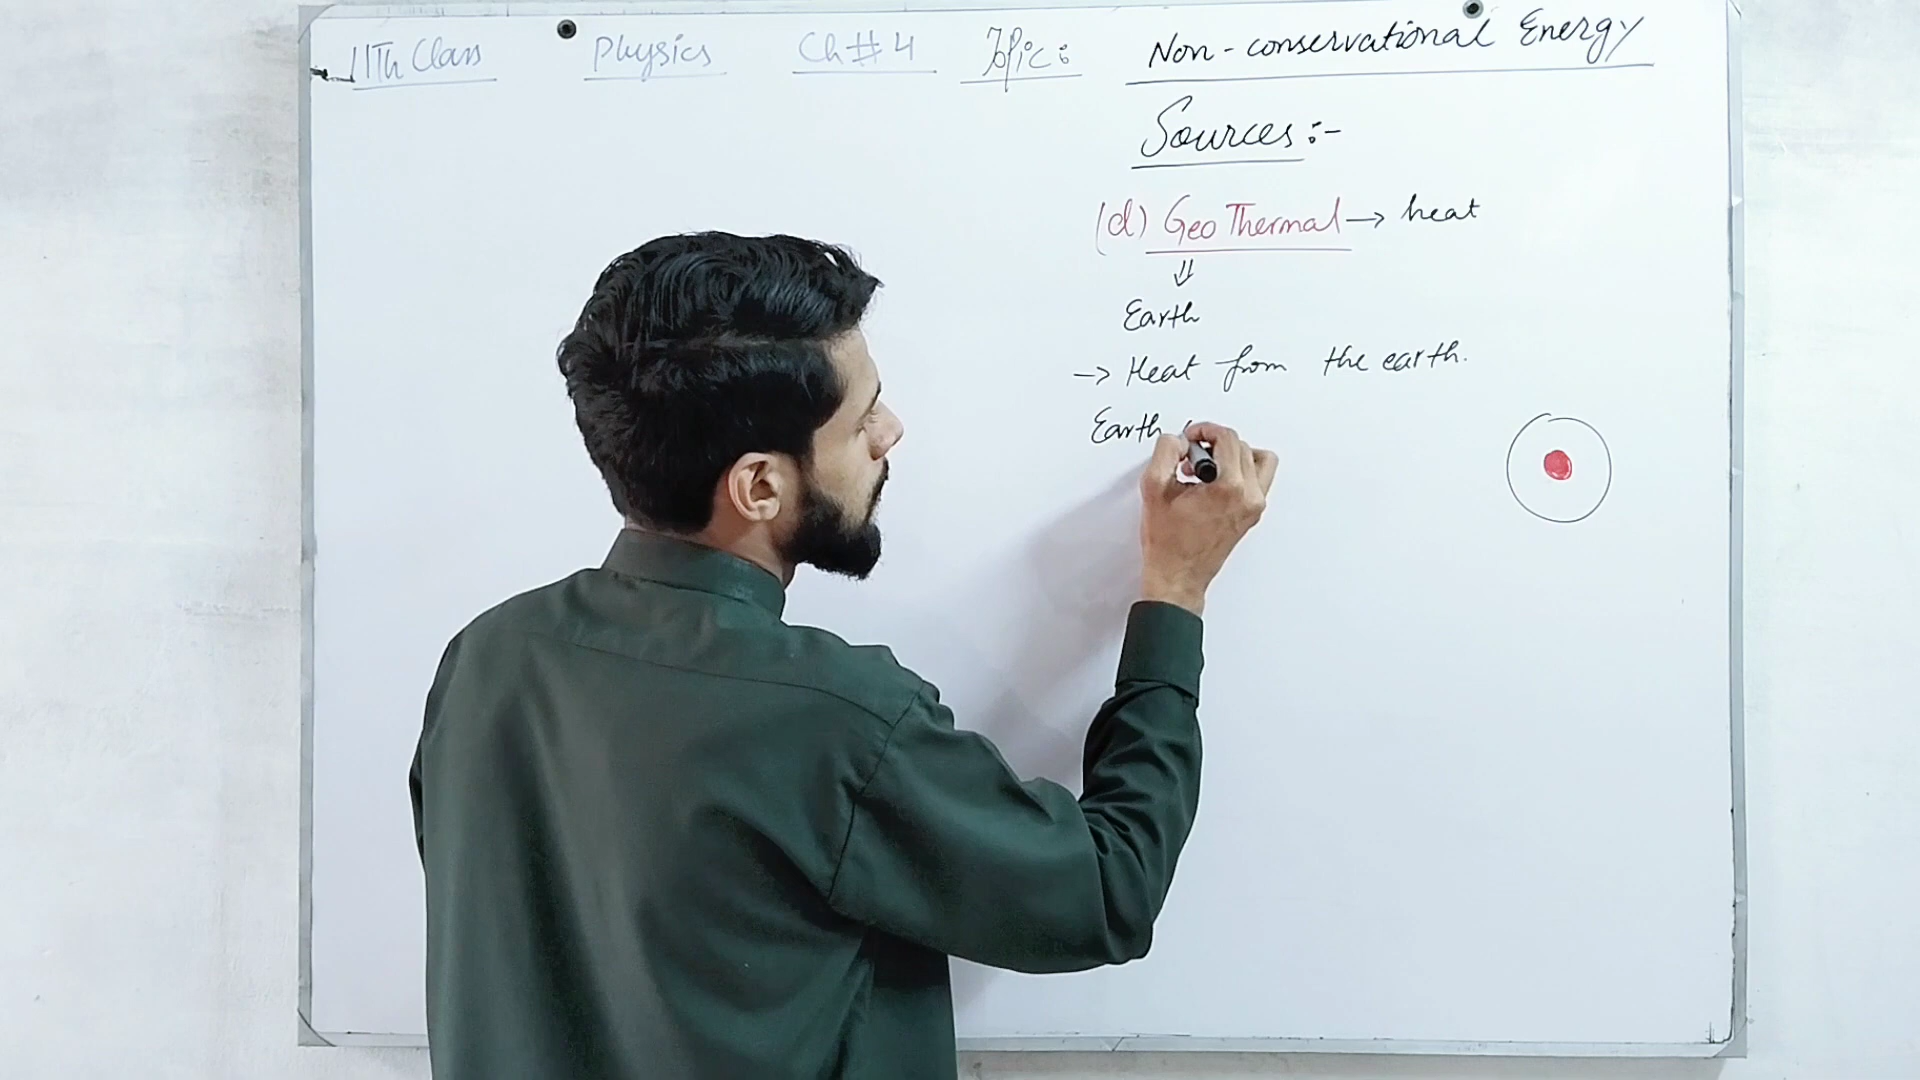 11Th Class Physics Ch # 4 Topic: Non-conservational Energy
Sources:-
(d) Geo Thermal → heat
⇓
Earth
→ Heat from the earth.
Earth